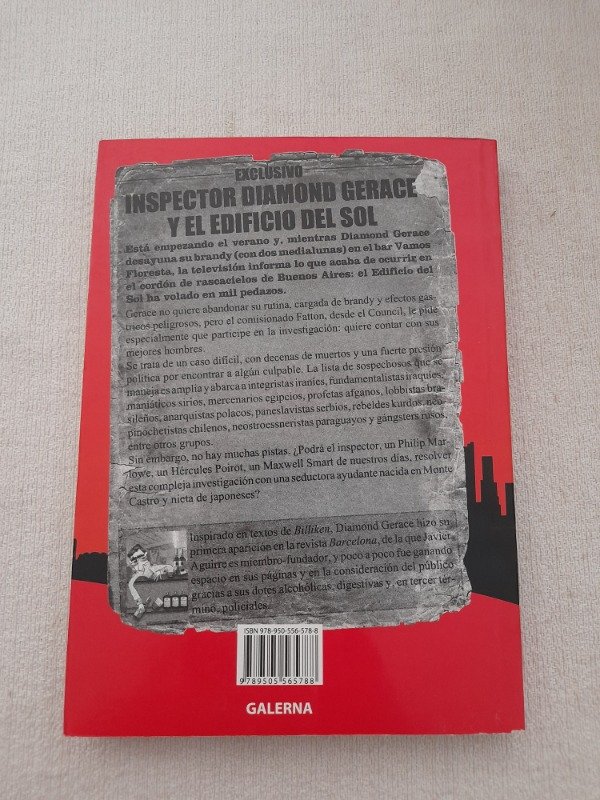 EXCLUSIVO
INSPECTOR DIAMOND GERACE
Y EL EDIFICIO DEL SOL
Está empezando el verano y, mientras Diamond Gerace
desayuna su brandy (con dos medialunas) en el bar Vamos
Floresta, la televisión informa lo que acaba de ocurrir en
el cordón de rascacielos de Buenos Aires: el Edificio del
Sol ha volado en mil pedazos.
Gerace no quiere abandonar su rutina, cargada de brandy y efectos gás-
tricos peligrosos, pero el comisionado Fatton, desde el Council, le pide
especialmente que participe en la investigación: quiere contar con sus
mejores hombres.
Se trata de un caso difícil, con decenas de muertos y una fuerte presión
política por encontrar a algún culpable. La lista de sospechosos que se
maneja es amplia y abarca a integristas iraníes, fundamentalistas iraquíes,
maniáticos sirios, mercenarios egipcios, profetas afganos, lobbistas bra-
sileños, anarquistas polacos, paneslavistas serbios, rebeldes kurdos, neo-
pinochetistas chilenos, neostroessneristas paraguayos y gángsters rusos,
entre otros grupos.
Sin embargo, no hay muchas pistas. ¿Podrá el inspector, un Philip Mar-
lowe, un Hércules Poirot, un Maxwell Smart de nuestros días, resolver
esta compleja investigación con una seductora ayudante nacida en Monte
Castro y nieta de japoneses?
Inspirado en textos de Billiken, Diamond Gerace hizo su
primera aparición en la revista Barcelona, de la que Javier
Aguirre es miembro-fundador, y poco a poco fue ganando
espacio en sus páginas y en la consideración del público
gracias a sus dotes alcohólicas, digestivas y, en tercer tér-
mino, policiales.
ISBN 978-950-556-578-8
9789505565788
GALERNA